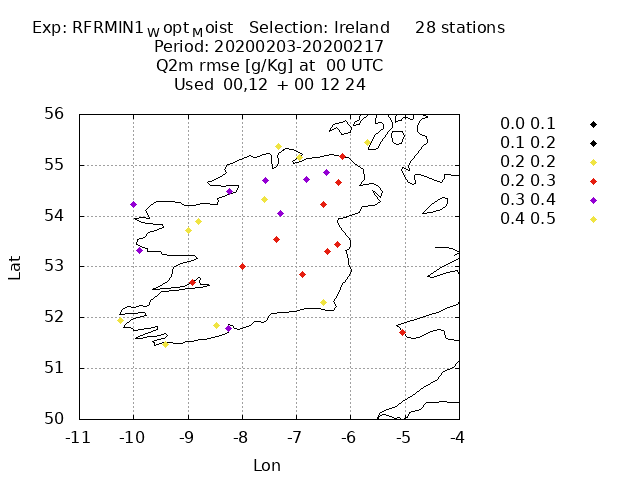 Exp: RFRMIN1 W opt M oist Selection: Ireland 28 stations
Period: 20200203-20200217
Q2m rmse [g/Kg] at 00 UTC
Used 00,12 + 00 12 24
56
55
54
53
52
51
50
-11 -10 -9 -8 -7 -6 -5 -4
Lat
Lon
0.0 0.1
0.1 0.2
0.2 0.2
0.2 0.3
0.3 0.4
0.4 0.5